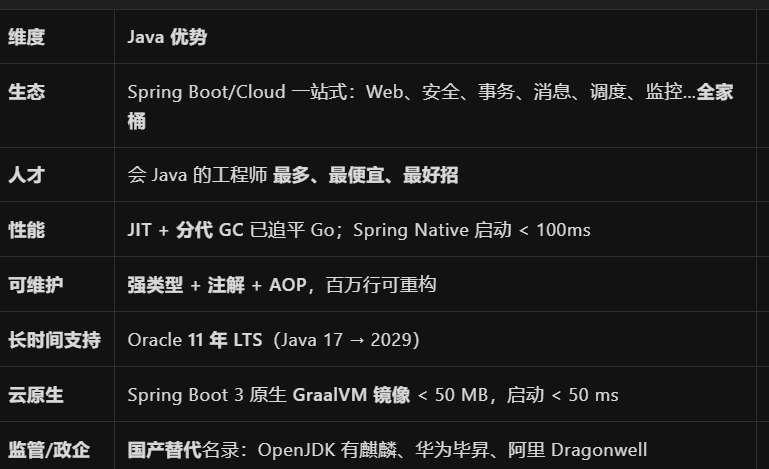 维度 Java 优势
生态 Spring Boot/Cloud 一站式：Web、安全、事务、消息、调度、监控...全家
桶
人才 会 Java 的工程师 最多、最便宜、最好招
性能 JIT + 分代 GC 已追平 Go；Spring Native 启动 < 100ms
可维护 强类型 + 注解 + AOP，百万行可重构
长时间支持 Oracle 11 年 LTS（Java 17 → 2029）
云原生 Spring Boot 3 原生 GraalVM 镜像 < 50 MB，启动 < 50 ms
监管/政企 国产替代名录：OpenJDK 有麒麟、华为毕昇、阿里 Dragonwell